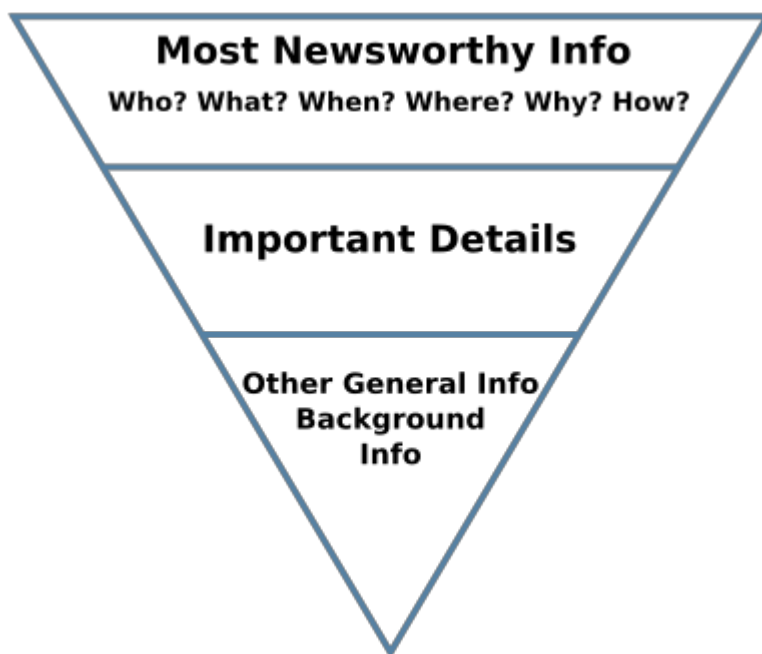 Most Newsworthy Info
Who? What? When? Where? Why? How?
Important Details
Other General Info
Background
Info